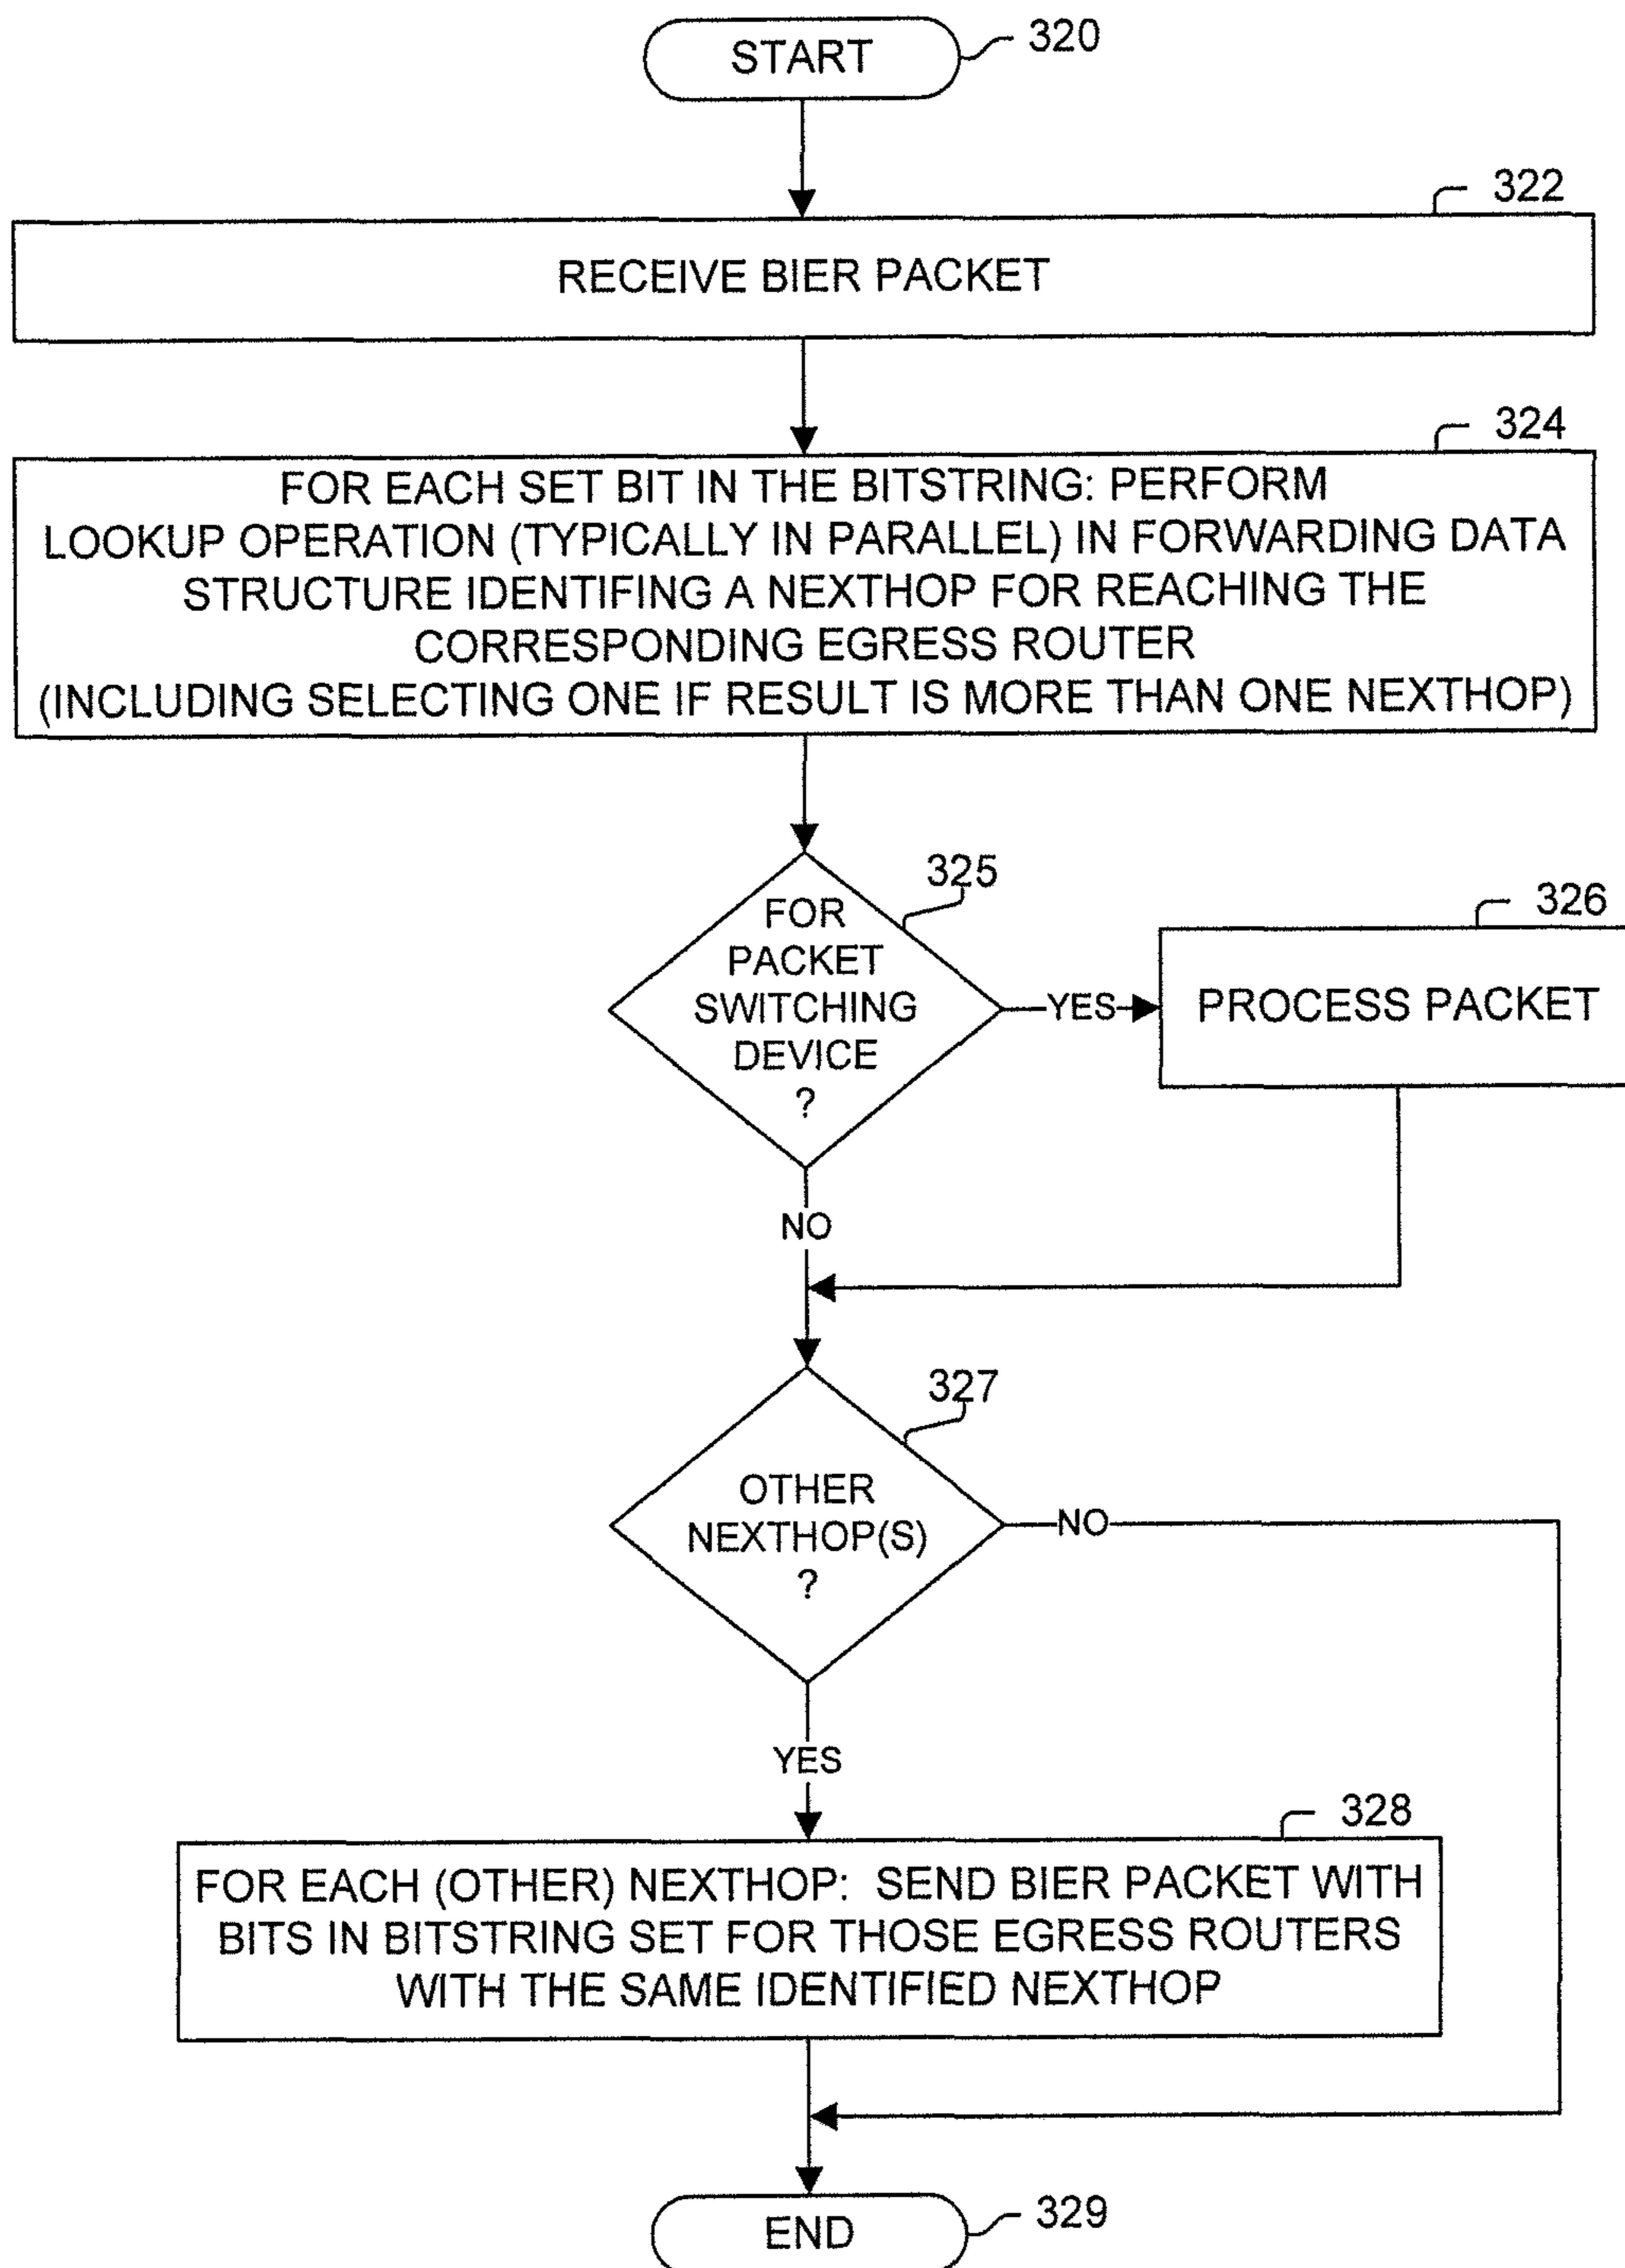 START
320
322
RECEIVE BIER PACKET
324
FOR EACH SET BIT IN THE BITSTRING: PERFORM
LOOKUP OPERATION (TYPICALLY IN PARALLEL) IN FORWARDING DATA
STRUCTURE IDENTIFING A NEXTHOP FOR REACHING THE
CORRESPONDING EGRESS ROUTER
(INCLUDING SELECTING ONE IF RESULT IS MORE THAN ONE NEXTHOP)
325
FOR
PACKET
SWITCHING
DEVICE
?
YES
326
PROCESS PACKET
NO
327
OTHER
NEXTHOP(S)
?
NO
YES
328
FOR EACH (OTHER) NEXTHOP: SEND BIER PACKET WITH
BITS IN BITSTRING SET FOR THOSE EGRESS ROUTERS
WITH THE SAME IDENTIFIED NEXTHOP
END
329